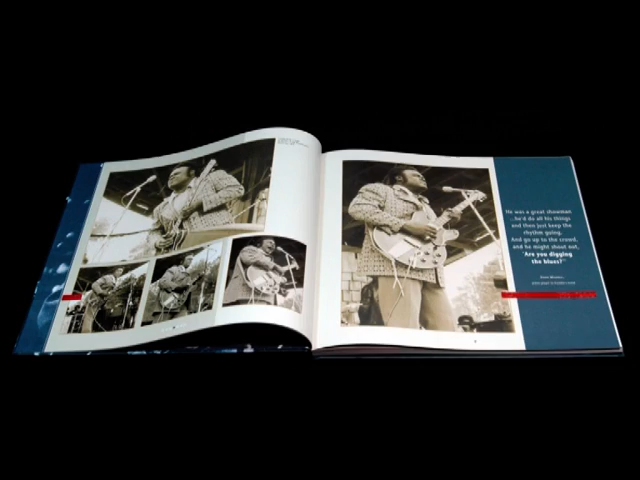 He was a great showman
...he'd do all his things
and then just keep the
rhythm going.
And go up to the crowd,
and he might shout out,
'Are you digging
the blues?'